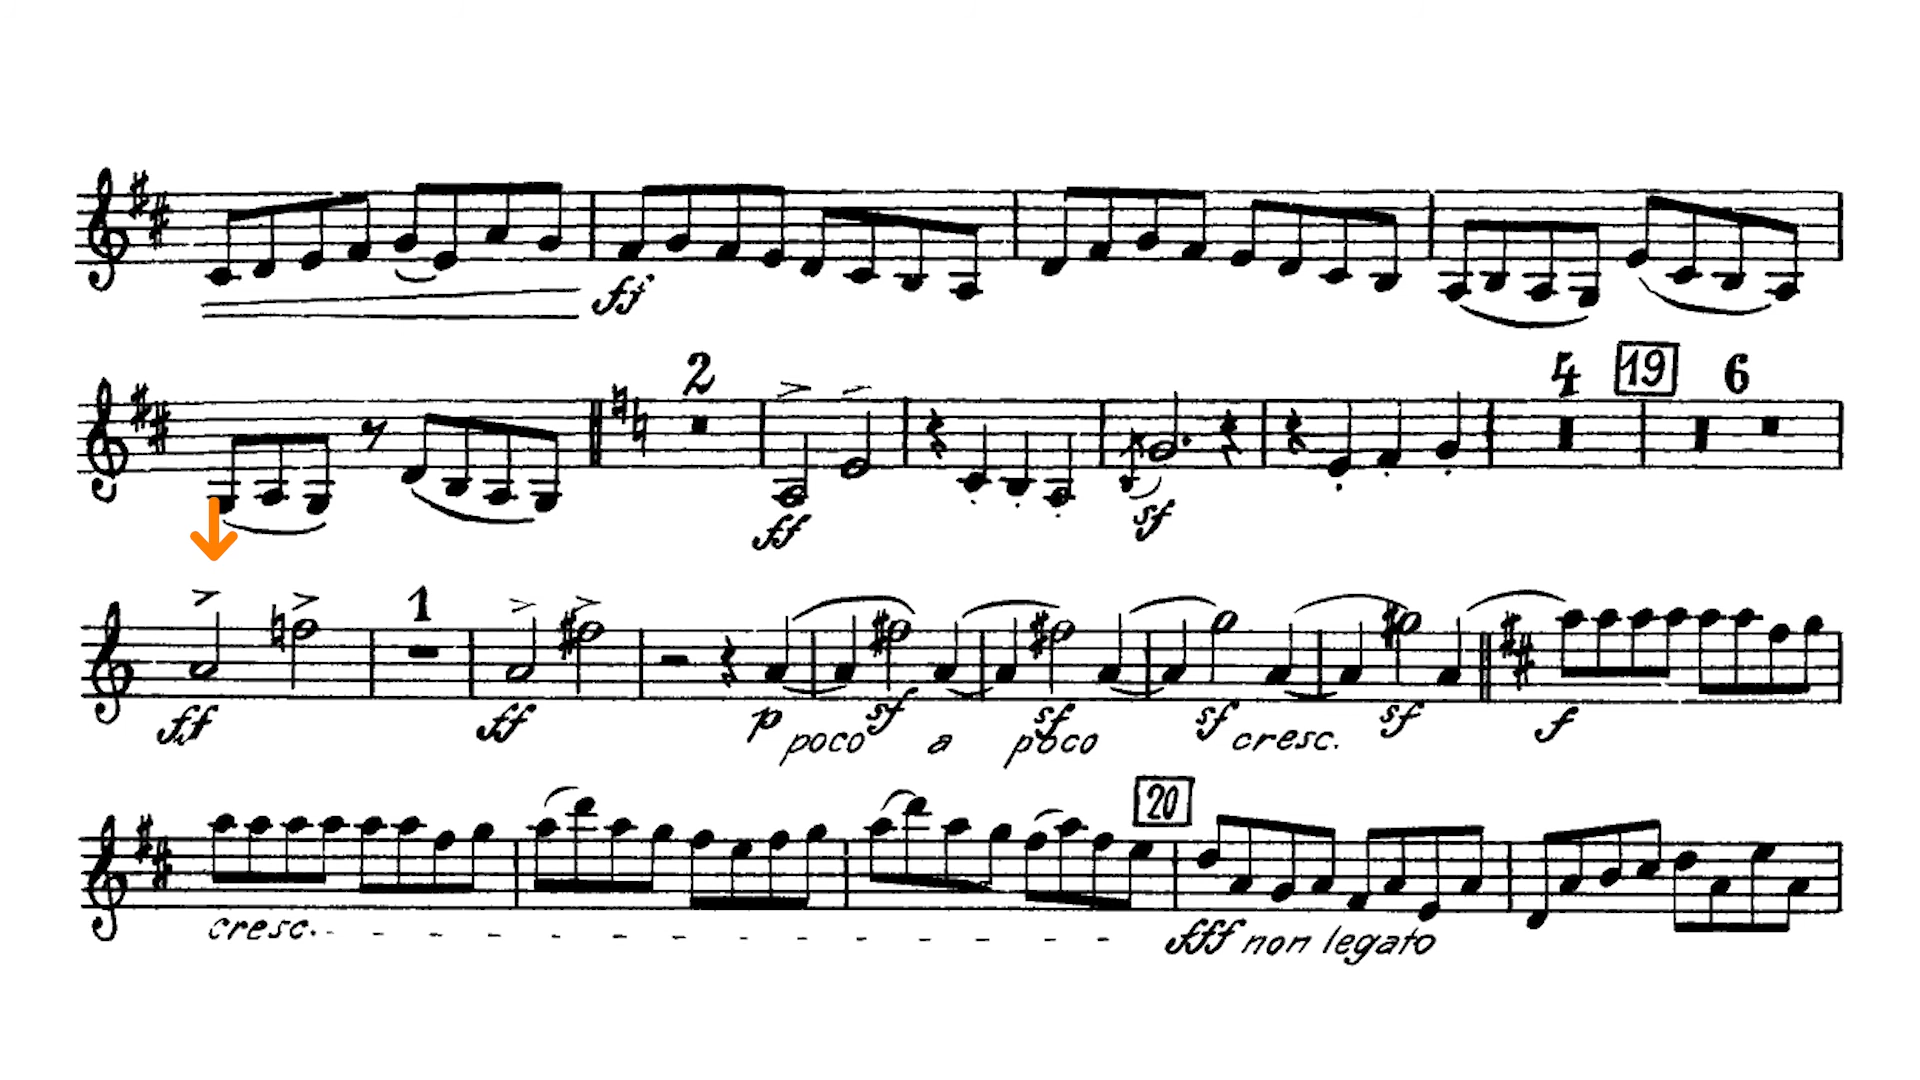 ff
2 4 19 6
ff sf
1
ff ff p sf sf sf sf f
poco a poco cresc.
20
cresc. fff non legato